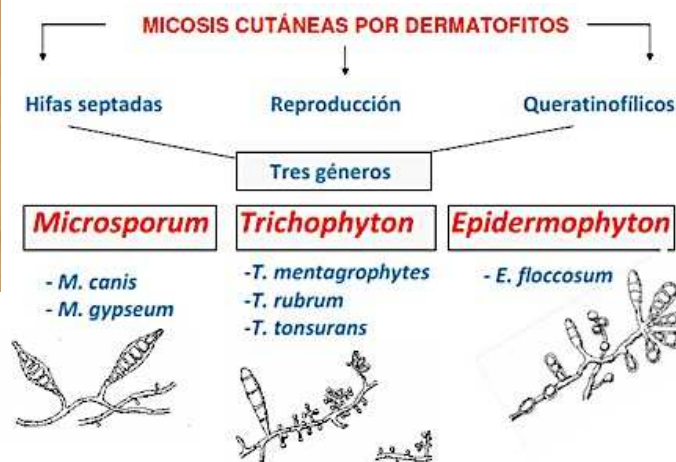 MICOSIS CUTÁNEAS POR DERMATOFITOS
Hifas septadas
Reproducción
Queratinofílicos
Tres géneros
Microsporum
Trichophyton
Epidermophyton
- M. canis
- M. gypseum
-T. mentagrophytes
-T. rubrum
-T. tonsurans
- E. floccosum